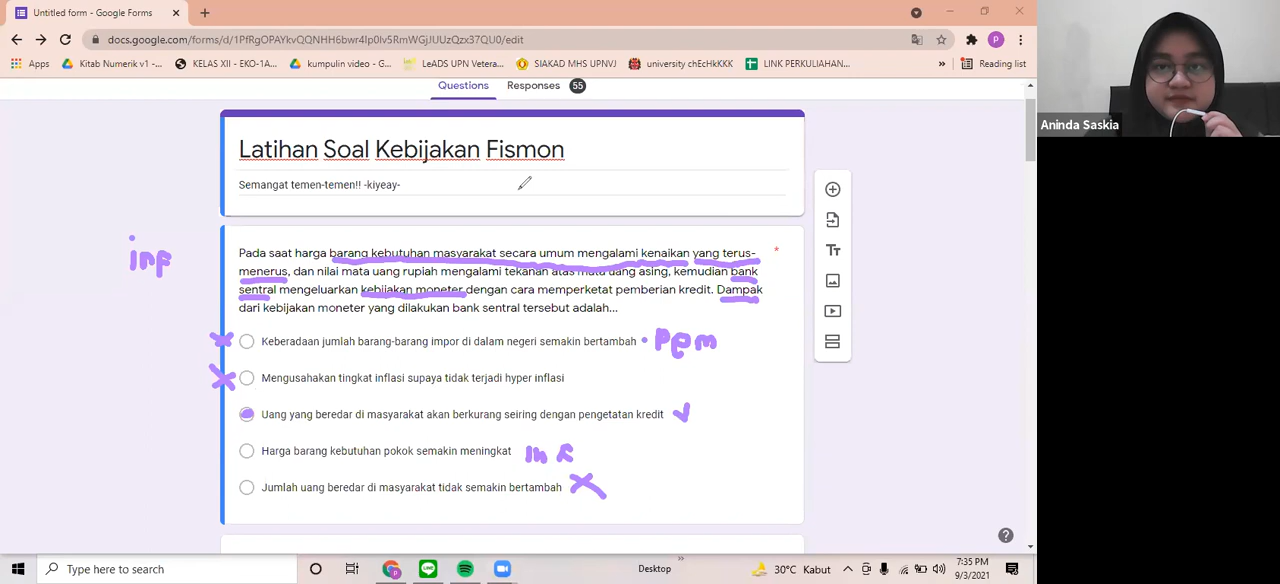 Untitled form - Google Forms
docs.google.com/forms/d/1PfRgOPAYkvQQNHH6bwr4Ip0Iv5RmWGjJUUzQzx37QU0/edit
P
Apps Kitab Numerik v1 -... KELAS XII - EKO-1A... kumpulin video - G... LeADS UPN Vetera... SIAKAD MHS UPNVJ university chEcHkKKK LINK PERKULIAHAN... » Reading list
Questions Responses 55
Aninda Saskia
Latihan Soal Kebijakan Fismon
Semangat temen-temen!! -kiyeay-
inf
Pada saat harga barang kebutuhan masyarakat secara umum mengalami kenaikan yang terus- *
menerus, dan nilai mata uang rupiah mengalami tekanan atas mata uang asing, kemudian bank
sentral mengeluarkan kebijakan moneter dengan cara memperketat pemberian kredit. Dampak
dari kebijakan moneter yang dilakukan bank sentral tersebut adalah...
Keberadaan jumlah barang-barang impor di dalam negeri semakin bertambah
Mengusahakan tingkat inflasi supaya tidak terjadi hyper inflasi
Uang yang beredar di masyarakat akan berkurang seiring dengan pengetatan kredit
Harga barang kebutuhan pokok semakin meningkat
Jumlah uang beredar di masyarakat tidak semakin bertambah
Tт
Type here to search
Desktop »
30°C Kabut
7:35 PM
9/3/2021